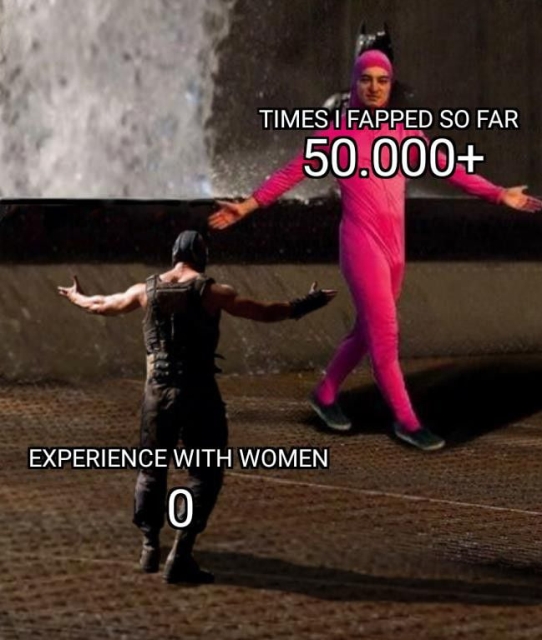 TIMES I FAPPED SO FAR
50.000+
EXPERIENCE WITH WOMEN
0